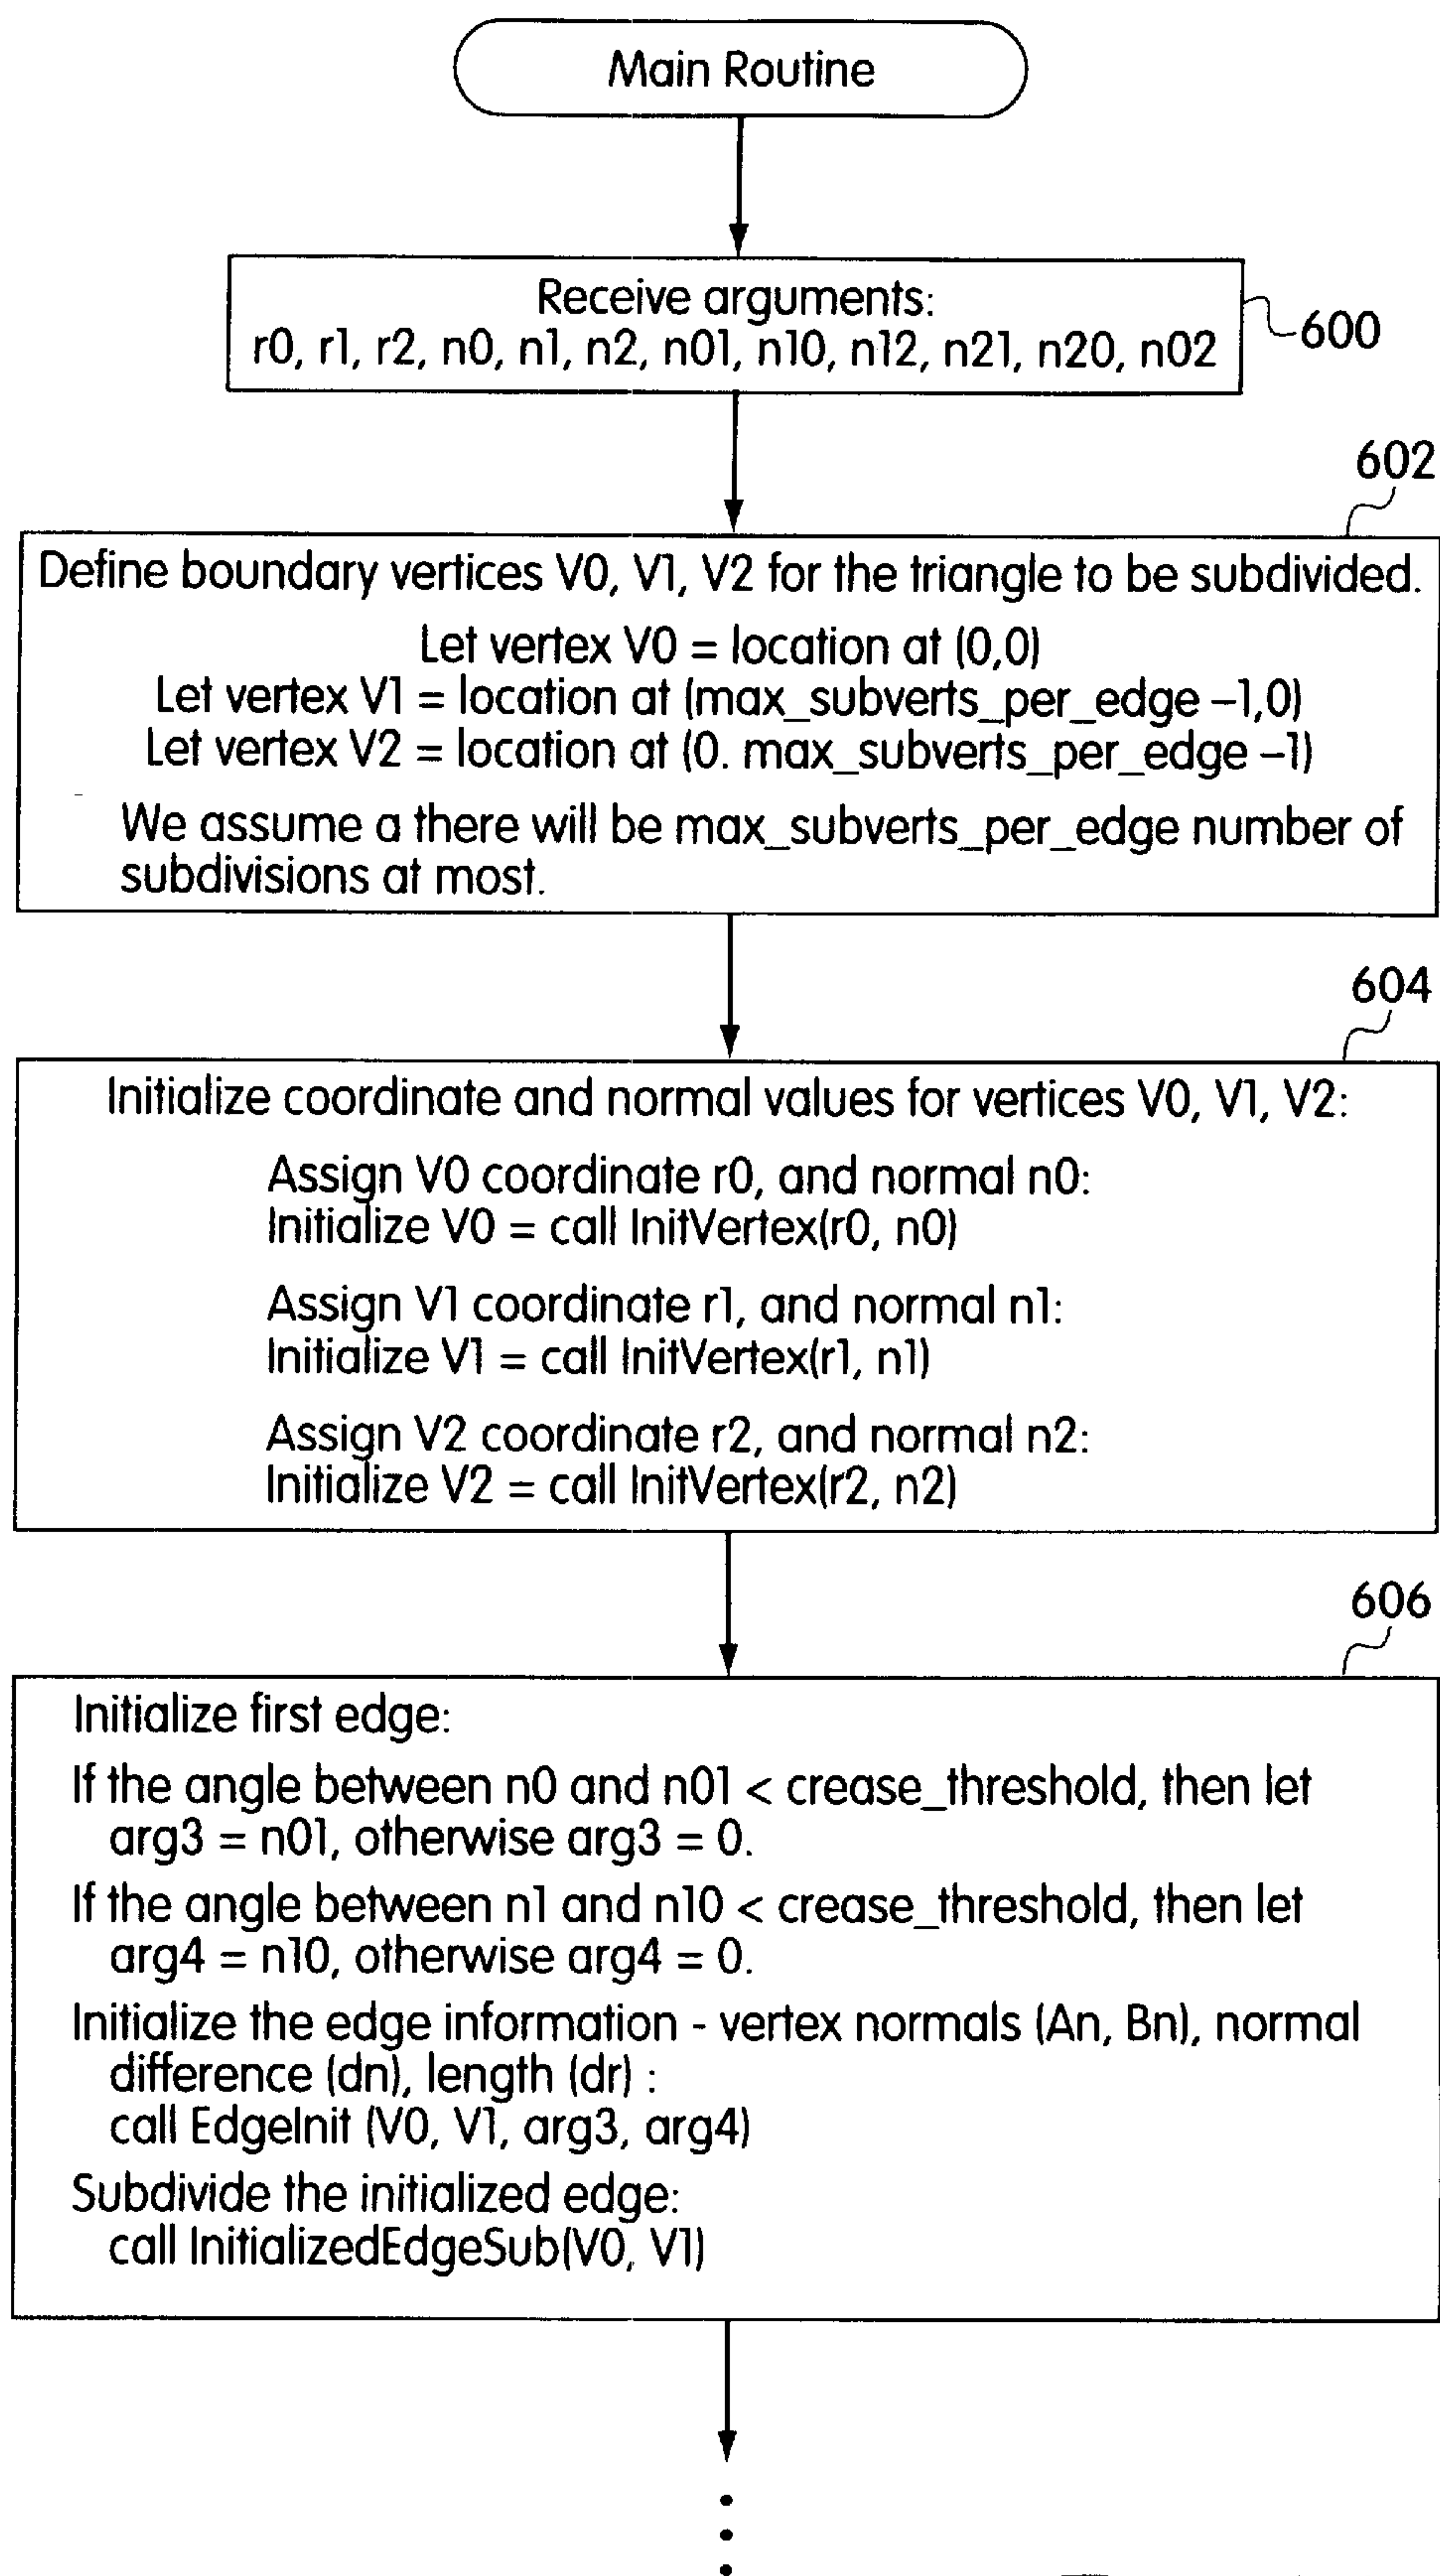 Main Routine
Receive arguments:
r0, r1, r2, n0, n1, n2, n01, n10, n12, n21, n20, n02
600
602
Define boundary vertices V0, V1, V2 for the triangle to be subdivided.
Let vertex V0 = location at (0,0)
Let vertex V1 = location at (max_subverts_per_edge –1,0)
Let vertex V2 = location at (0. max_subverts_per_edge –1)
We assume a there will be max_subverts_per_edge number of
subdivisions at most.
604
Initialize coordinate and normal values for vertices V0, V1, V2:
Assign V0 coordinate r0, and normal n0:
Initialize V0 = call InitVertex(r0, n0)
Assign V1 coordinate r1, and normal n1:
Initialize V1 = call InitVertex(r1, n1)
Assign V2 coordinate r2, and normal n2:
Initialize V2 = call InitVertex(r2, n2)
606
Initialize first edge:
If the angle between n0 and n01 < crease_threshold, then let
arg3 = n01, otherwise arg3 = 0.
If the angle between n1 and n10 < crease_threshold, then let
arg4 = n10, otherwise arg4 = 0.
Initialize the edge information - vertex normals (An, Bn), normal
difference (dn), length (dr) :
call EdgeInit (V0, V1, arg3, arg4)
Subdivide the initialized edge:
call InitializedEdgeSub(V0, V1)